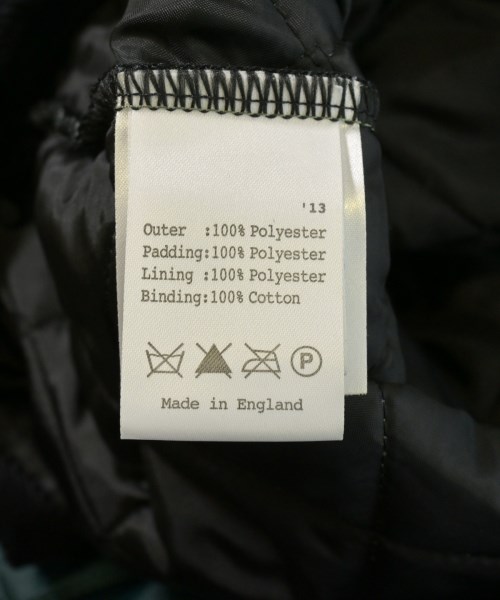 '13
Outer :100% Polyester
Padding:100% Polyester
Lining :100% Polyester
Binding:100% Cotton
P
Made in England